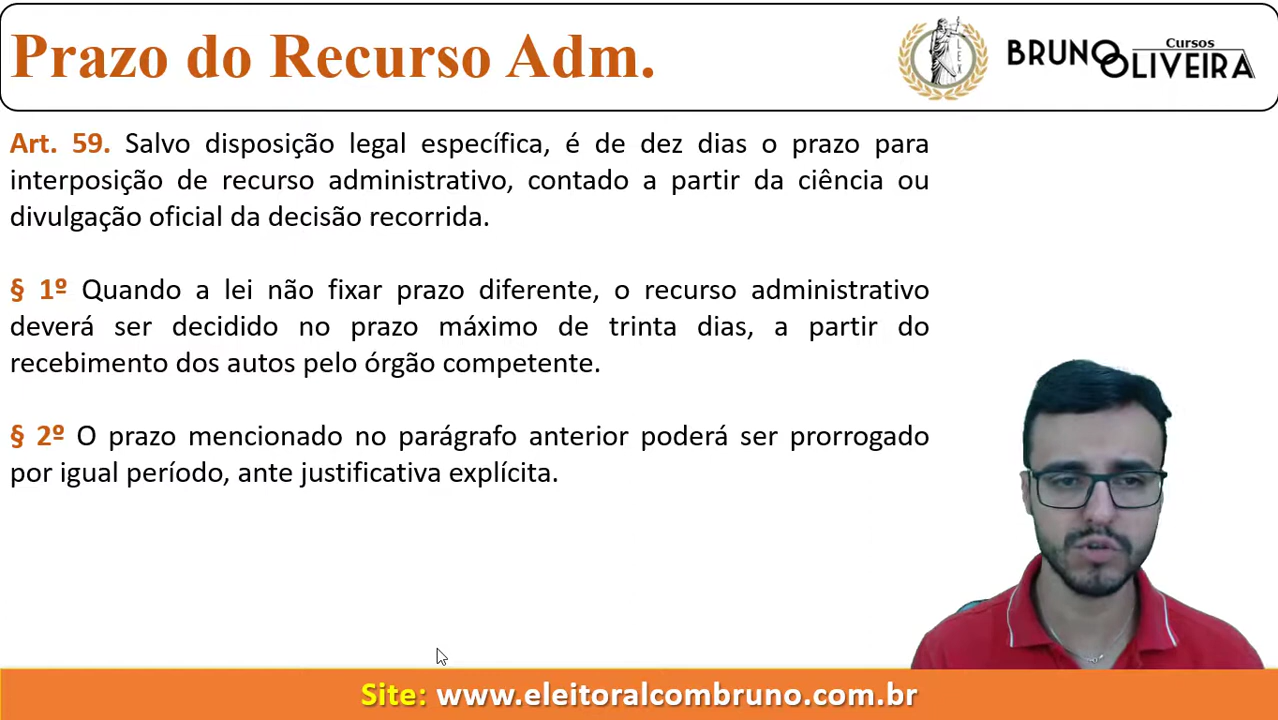 Prazo do Recurso Adm.
LEX
Cursos
BRUNO
OLIVEIRA
Art. 59. Salvo disposição legal específica, é de dez dias o prazo para
interposição de recurso administrativo, contado a partir da ciência ou
divulgação oficial da decisão recorrida.
§ 1º Quando a lei não fixar prazo diferente, o recurso administrativo
deverá ser decidido no prazo máximo de trinta dias, a partir do
recebimento dos autos pelo órgão competente.
§ 2º O prazo mencionado no parágrafo anterior poderá ser prorrogado
por igual período, ante justificativa explícita.
Site: www.eleitoralcombruno.com.br